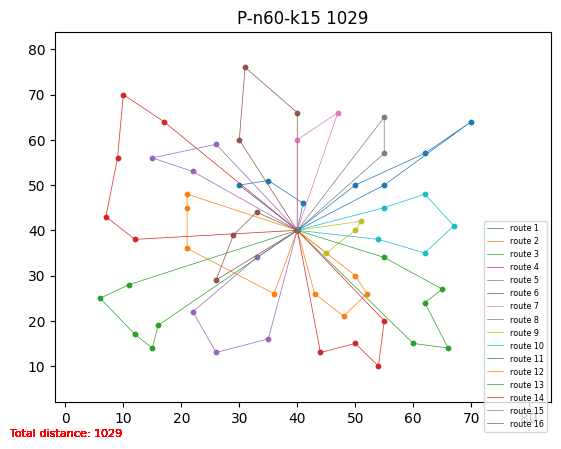 P-n60-k15 1029
80
70
60
50
40
30
20
10
0 10 20 30 40 50 60 70 80
route 1
route 2
route 3
route 4
route 5
route 6
route 7
route 8
route 9
route 10
route 11
route 12
route 13
route 14
route 15
route 16
Total distance: 1029